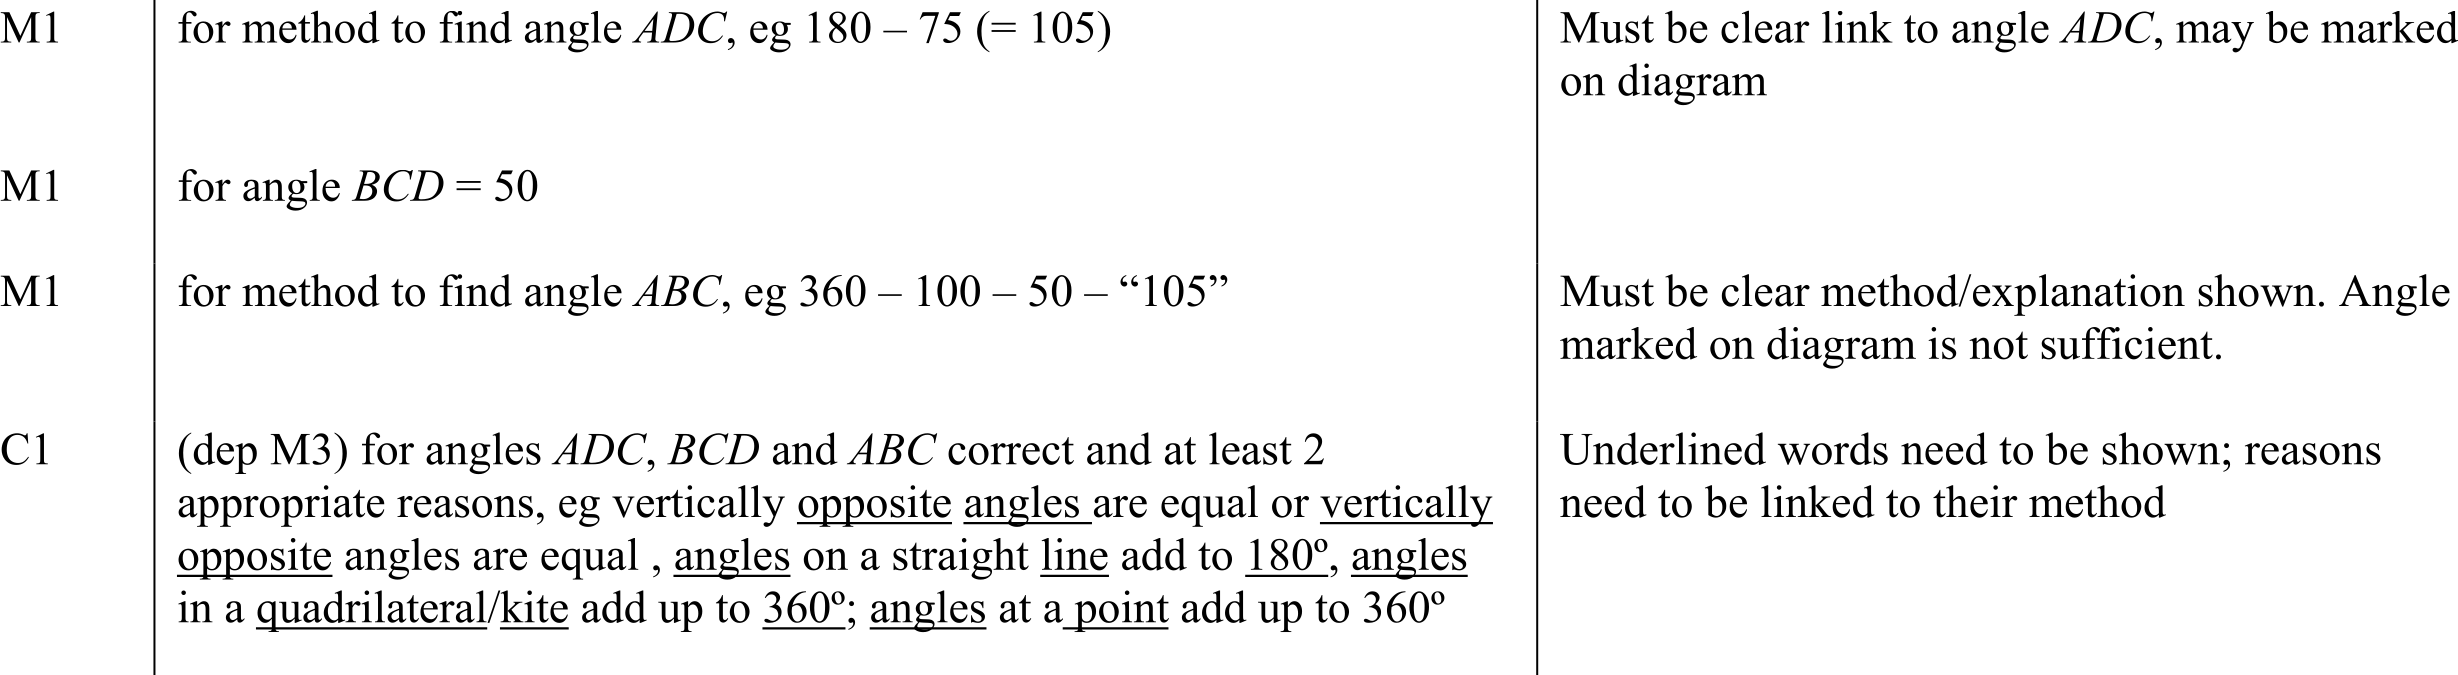 M1 for method to find angle ADC, eg 180 – 75 (= 105) Must be clear link to angle ADC, may be marked
on diagram
M1 for angle BCD = 50
M1 for method to find angle ABC, eg 360 – 100 – 50 – “105” Must be clear method/explanation shown. Angle
marked on diagram is not sufficient.
C1 (dep M3) for angles ADC, BCD and ABC correct and at least 2 Underlined words need to be shown; reasons
appropriate reasons, eg vertically opposite angles are equal or vertically need to be linked to their method
opposite angles are equal , angles on a straight line add to 180º, angles
in a quadrilateral/kite add up to 360º; angles at a point add up to 360º